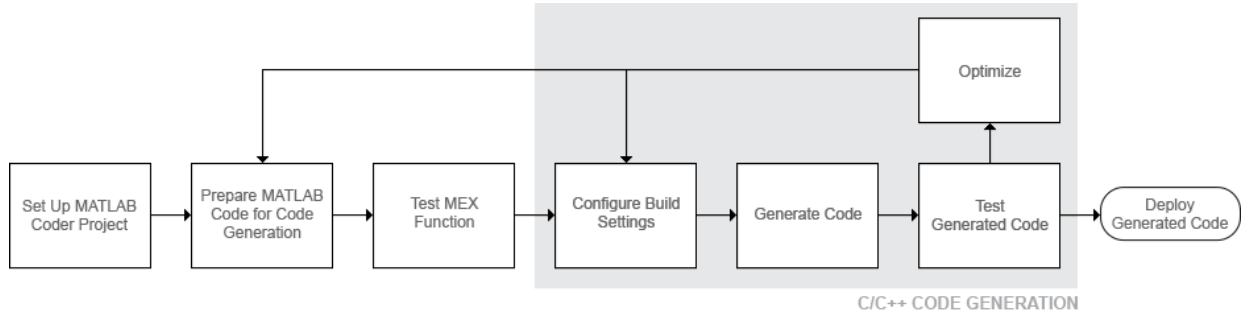 Optimize
Set Up MATLAB
Coder Project
Prepare MATLAB
Code for Code
Generation
Test MEX
Function
Configure Build
Settings
Generate Code
Test
Generated Code
Deploy
Generated Code
C/C++ CODE GENERATION